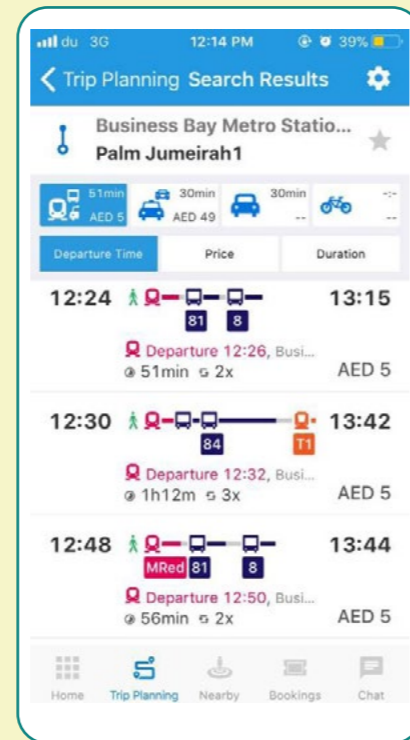 du 3G 12:14 PM 39%
Trip Planning Search Results
Business Bay Metro Statio...
Palm Jumeirah1
51min 30min 30min -:-
AED 5 AED 49 -- --
Departure Time Price Duration
12:24 13:15
81 8
Departure 12:26, Busi...
51min 2x AED 5
12:30 13:42
84 T1
Departure 12:32, Busi...
1h12m 3x AED 5
12:48 13:44
MRed 81 8
Departure 12:50, Busi...
56min 2x AED 5
Home Trip Planning Nearby Bookings Chat